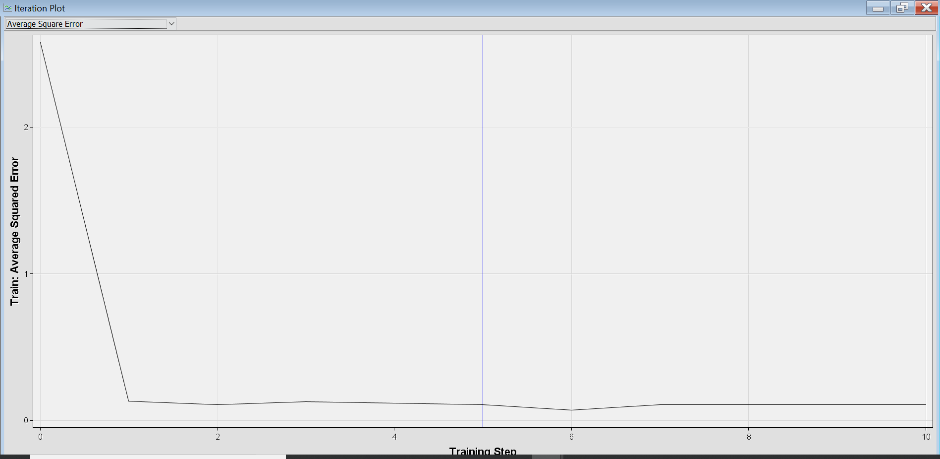 Iteration Plot
Average Square Error
Train: Average Squared Error
2
1
0
0 2 4 6 8 10
Training Step